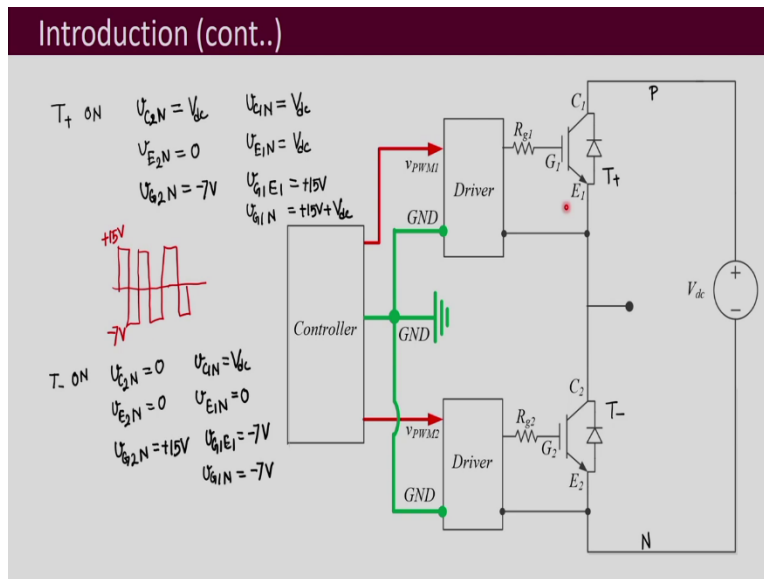 Introduction (cont..)
T₊ ON   𝑣C2N = Vdc   𝑣C1N = Vdc
𝑣E2N = 0   𝑣E1N = Vdc
𝑣G2N = -7V   𝑣G1E1 = +15V
𝑣G1N = +15V+Vdc
+15V
-7V
T₋ ON   𝑣C2N = 0   𝑣C1N = Vdc
𝑣E2N = 0   𝑣E1N = 0
𝑣G2N = +15V   𝑣G1E1 = -7V
𝑣G1N = -7V
Controller
GND
vPWM1
GND
Driver
Rg1
G1
C1
E1
T₊
vPWM2
GND
Driver
Rg2
G2
C2
E2
T₋
P
+
Vdc
−
N